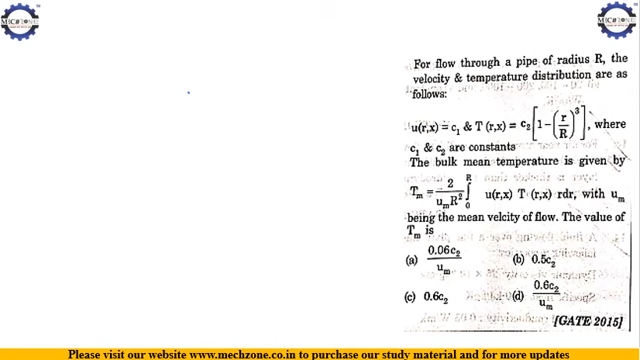 MECHZONE
MECHZONE
For flow through a pipe of radius R, the
velocity & temperature distribution are as
follows:
u(r,x) = c₁ & T (r,x) = c₂[1−(r/R)³], where
c₁ & c₂ are constants
The bulk mean temperature is given by
Tₘ = 2/(uₘR²) ∫₀ᴿ u(r,x) T (r,x) rdr, with uₘ
being the mean velcity of flow. The value of
Tₘ is
(a) 0.06c₂/uₘ (b) 0.5c₂
(c) 0.6c₂ (d) 0.6c₂/uₘ
[GATE 2015]
Please visit our website www.mechzone.co.in to purchase our study material and for more details...